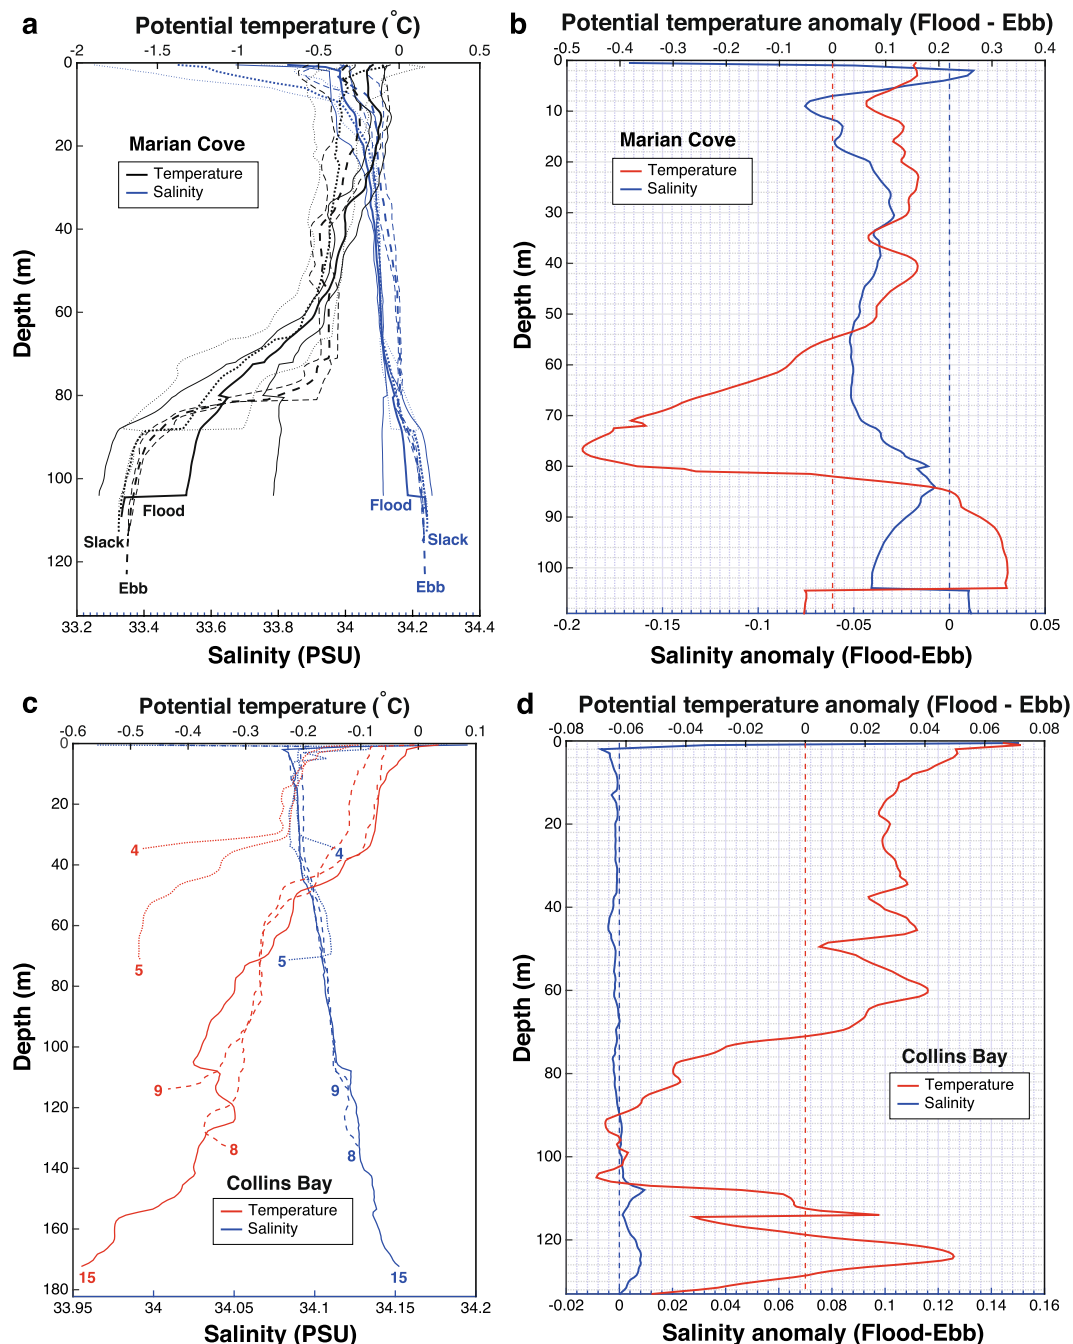 a
Potential temperature (°C)
-2 -1.5 -1 -0.5 0 0.5
0
20
40
60
80
100
120
Depth (m)
Marian Cove
Temperature
Salinity
Flood
Slack
Ebb
Flood
Slack
Ebb
33.2 33.4 33.6 33.8 34 34.2 34.4
Salinity (PSU)
b
Potential temperature anomaly (Flood - Ebb)
-0.5 -0.4 -0.3 -0.2 -0.1 0 0.1 0.2 0.3 0.4
0
10
20
30
40
50
60
70
80
90
100
Depth (m)
Marian Cove
Temperature
Salinity
-0.2 -0.15 -0.1 -0.05 0 0.05
Salinity anomaly (Flood-Ebb)
c
Potential temperature (°C)
-0.6 -0.5 -0.4 -0.3 -0.2 -0.1 0 0.1
0
20
40
60
80
100
120
140
160
180
Depth (m)
4
4
5
5
9
9
8
8
Collins Bay
Temperature
Salinity
15
15
33.95 34 34.05 34.1 34.15 34.2
Salinity (PSU)
d
Potential temperature anomaly (Flood - Ebb)
-0.08 -0.06 -0.04 -0.02 0 0.02 0.04 0.06 0.08
0
20
40
60
80
100
120
Depth (m)
Collins Bay
Temperature
Salinity
-0.02 0 0.02 0.04 0.06 0.08 0.1 0.12 0.14 0.16
Salinity anomaly (Flood-Ebb)